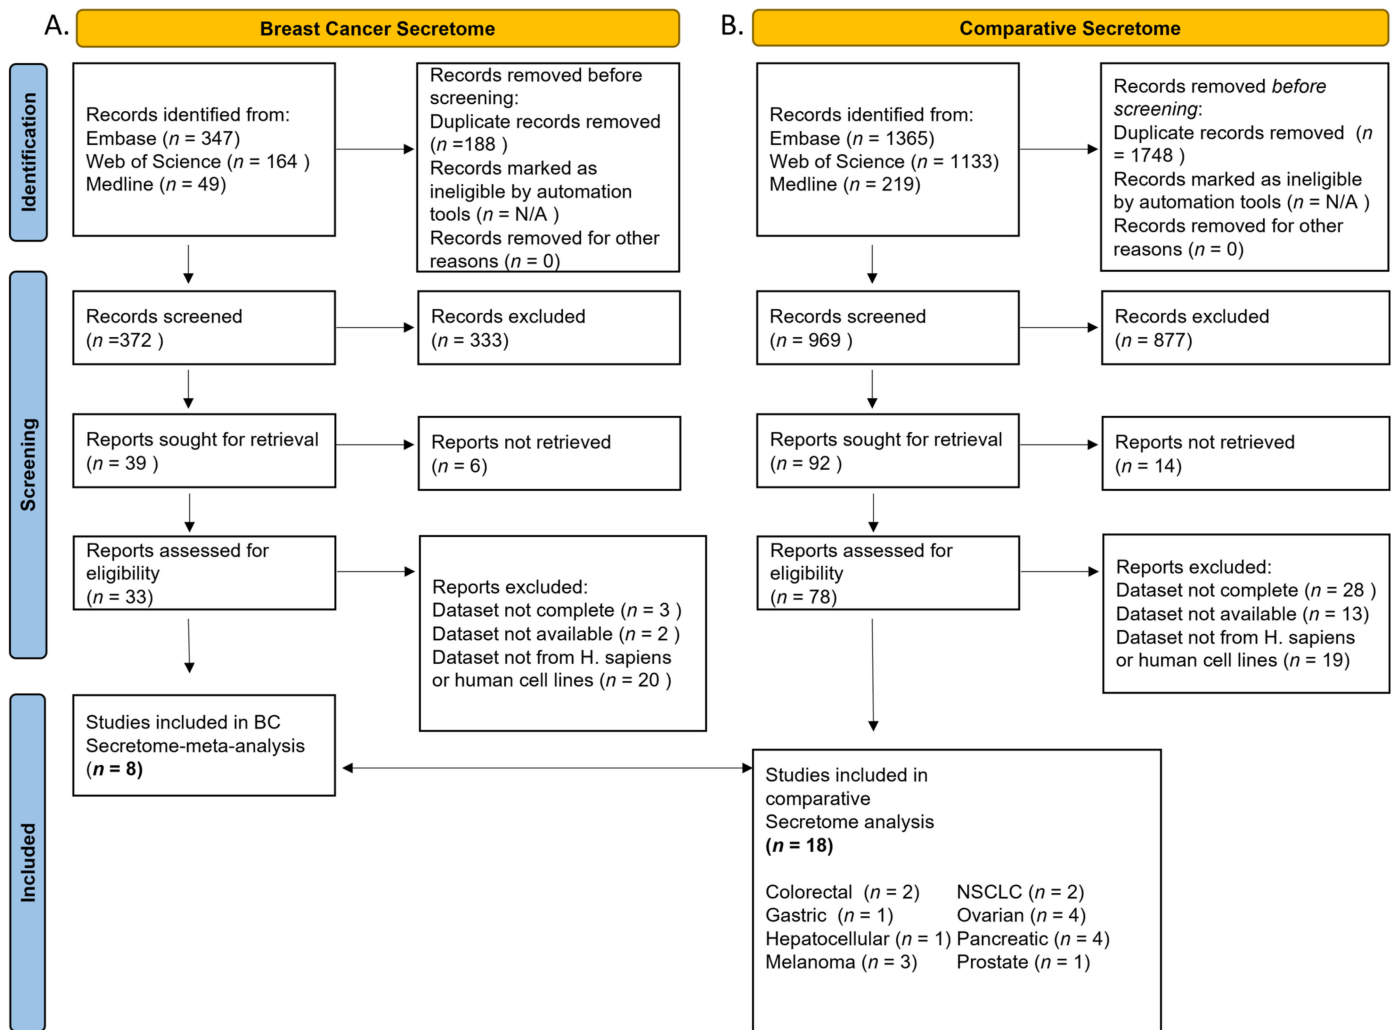 A.
Breast Cancer Secretome
Identification
Records identified from:
Embase (n = 347)
Web of Science (n = 164 )
Medline (n = 49)
Records removed before
screening:
Duplicate records removed
(n =188 )
Records marked as
ineligible by automation
tools (n = N/A )
Records removed for other
reasons (n = 0)
Screening
Records screened
(n =372 )
Records excluded
(n = 333)
Reports sought for retrieval
(n = 39 )
Reports not retrieved
(n = 6)
Reports assessed for
eligibility
(n = 33)
Reports excluded:
Dataset not complete (n = 3 )
Dataset not available (n = 2 )
Dataset not from H. sapiens
or human cell lines (n = 20 )
Included
Studies included in BC
Secretome-meta-analysis
(n = 8)
B.
Comparative Secretome
Records identified from:
Embase (n = 1365)
Web of Science (n = 1133)
Medline (n = 219)
Records removed before
screening:
Duplicate records removed (n
= 1748 )
Records marked as ineligible
by automation tools (n = N/A )
Records removed for other
reasons (n = 0)
Records screened
(n = 969 )
Records excluded
(n = 877)
Reports sought for retrieval
(n = 92 )
Reports not retrieved
(n = 14)
Reports assessed for
eligibility
(n = 78)
Reports excluded:
Dataset not complete (n = 28 )
Dataset not available (n = 13)
Dataset not from H. sapiens
or human cell lines (n = 19)
Studies included in
comparative
Secretome analysis
(n = 18)
Colorectal (n = 2) NSCLC (n = 2)
Gastric (n = 1) Ovarian (n = 4)
Hepatocellular (n = 1) Pancreatic (n = 4)
Melanoma (n = 3) Prostate (n = 1)